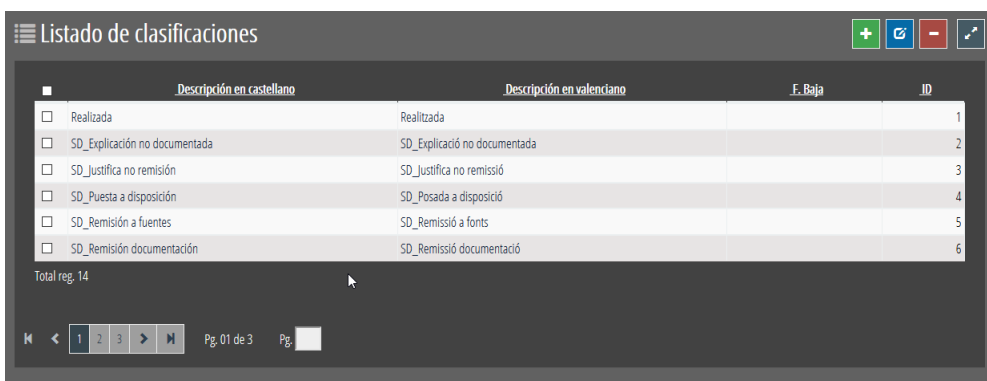 Listado de clasificaciones
Descripción en castellano Descripción en valenciano F. Baja ID
Realizada Realitzada 1
SD_Explicación no documentada SD_Explicació no documentada 2
SD_Justifica no remisión SD_Justifica no remissió 3
SD_Puesta a disposición SD_Posada a disposició 4
SD_Remisión a fuentes SD_Remissió a fonts 5
SD_Remisión documentación SD_Remissió documentació 6
Total reg. 14
1 2 3 Pg. 01 de 3 Pg.